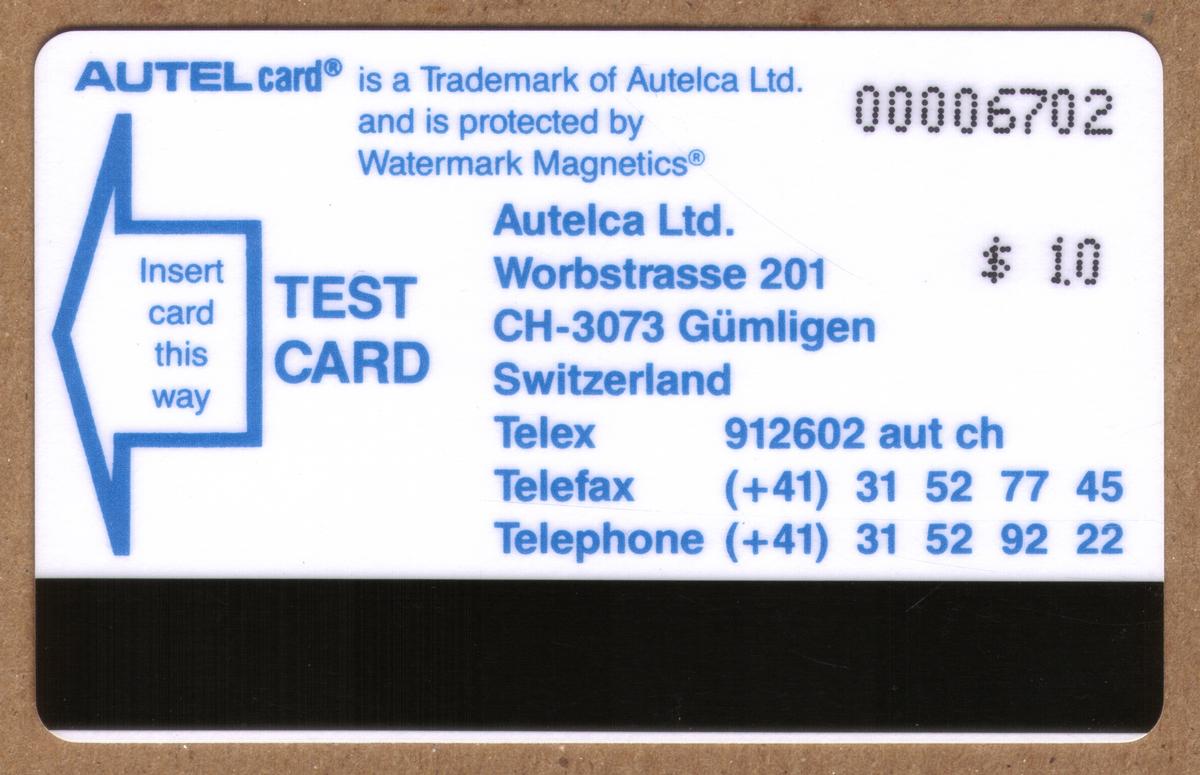 AUTELcard® is a Trademark of Autelca Ltd.
and is protected by
Watermark Magnetics®
00006702
$ 10
Insert
card
this
way
TEST
CARD
Autelca Ltd.
Worbstrasse 201
CH-3073 Gümligen
Switzerland
Telex 912602 aut ch
Telefax (+41) 31 52 77 45
Telephone (+41) 31 52 92 22